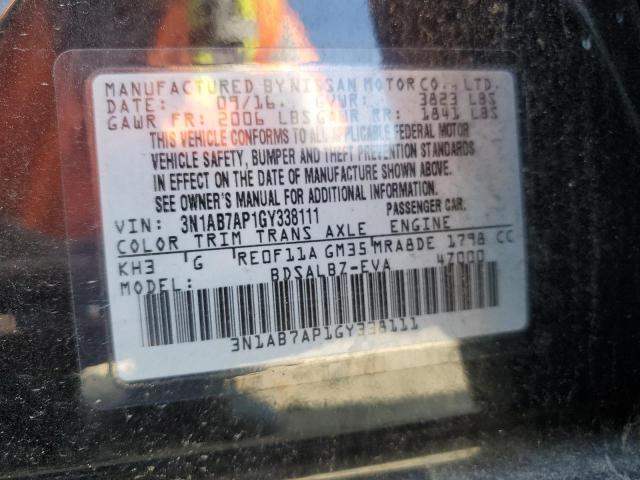 MANUFACTURED BY NISSAN MOTOR CO., LTD.
DATE: 09/16 GVWR: 3823 LBS
GAWR FR: 2006 LBS GAWR RR: 1841 LBS
THIS VEHICLE CONFORMS TO ALL APPLICABLE FEDERAL MOTOR
VEHICLE SAFETY, BUMPER AND THEFT PREVENTION STANDARDS
IN EFFECT ON THE DATE OF MANUFACTURE SHOWN ABOVE.
SEE OWNER'S MANUAL FOR ADDITIONAL INFORMATION.
VIN: 3N1AB7AP1GY338111 PASSENGER CAR.
COLOR TRIM TRANS AXLE ENGINE
KH3 G RE0F11A GM35 MRA8DE 1798 CC
MODEL: BDSALBZ-EVA 47000
3N1AB7AP1GY338111